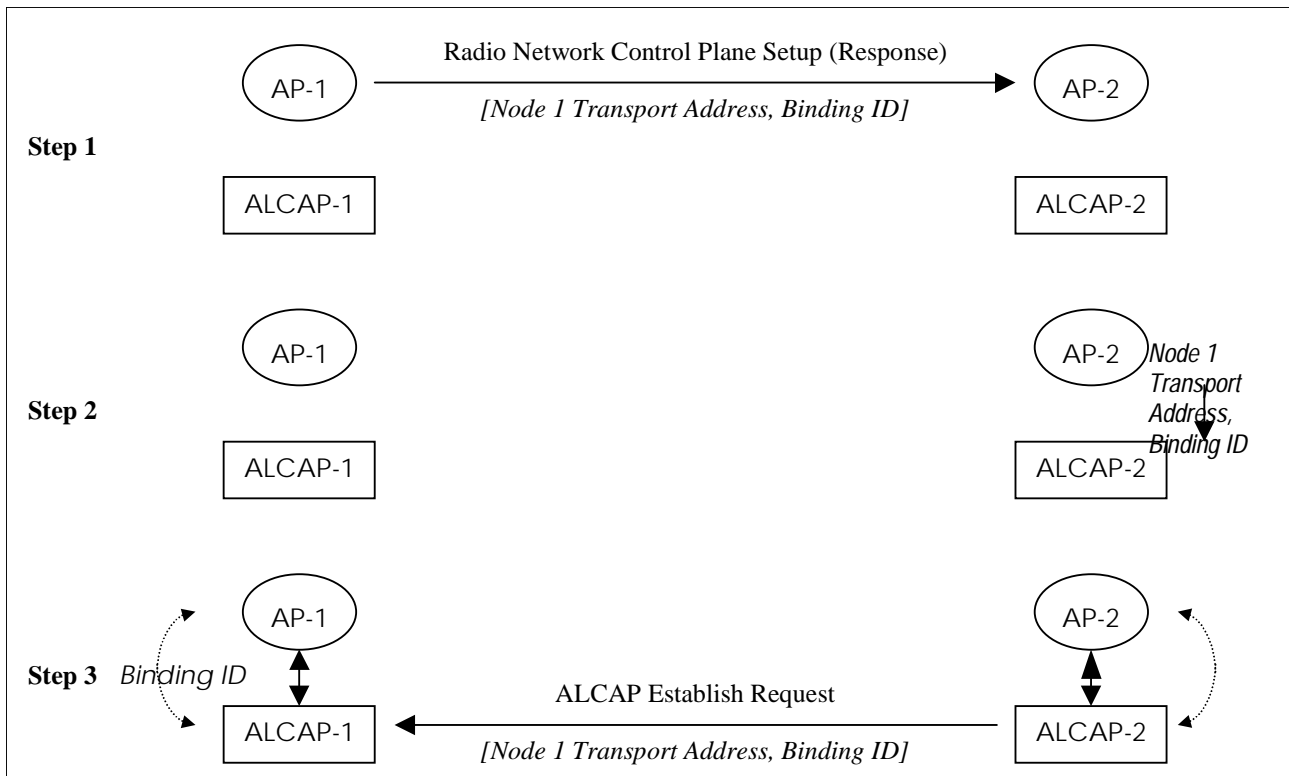 Radio Network Control Plane Setup (Response)
AP-1
AP-2
[Node 1 Transport Address, Binding ID]
Step 1
ALCAP-1
ALCAP-2
AP-1
AP-2
Node 1
Transport
Address,
Binding ID
Step 2
ALCAP-1
ALCAP-2
AP-1
AP-2
Step 3
Binding ID
ALCAP Establish Request
ALCAP-1
ALCAP-2
[Node 1 Transport Address, Binding ID]